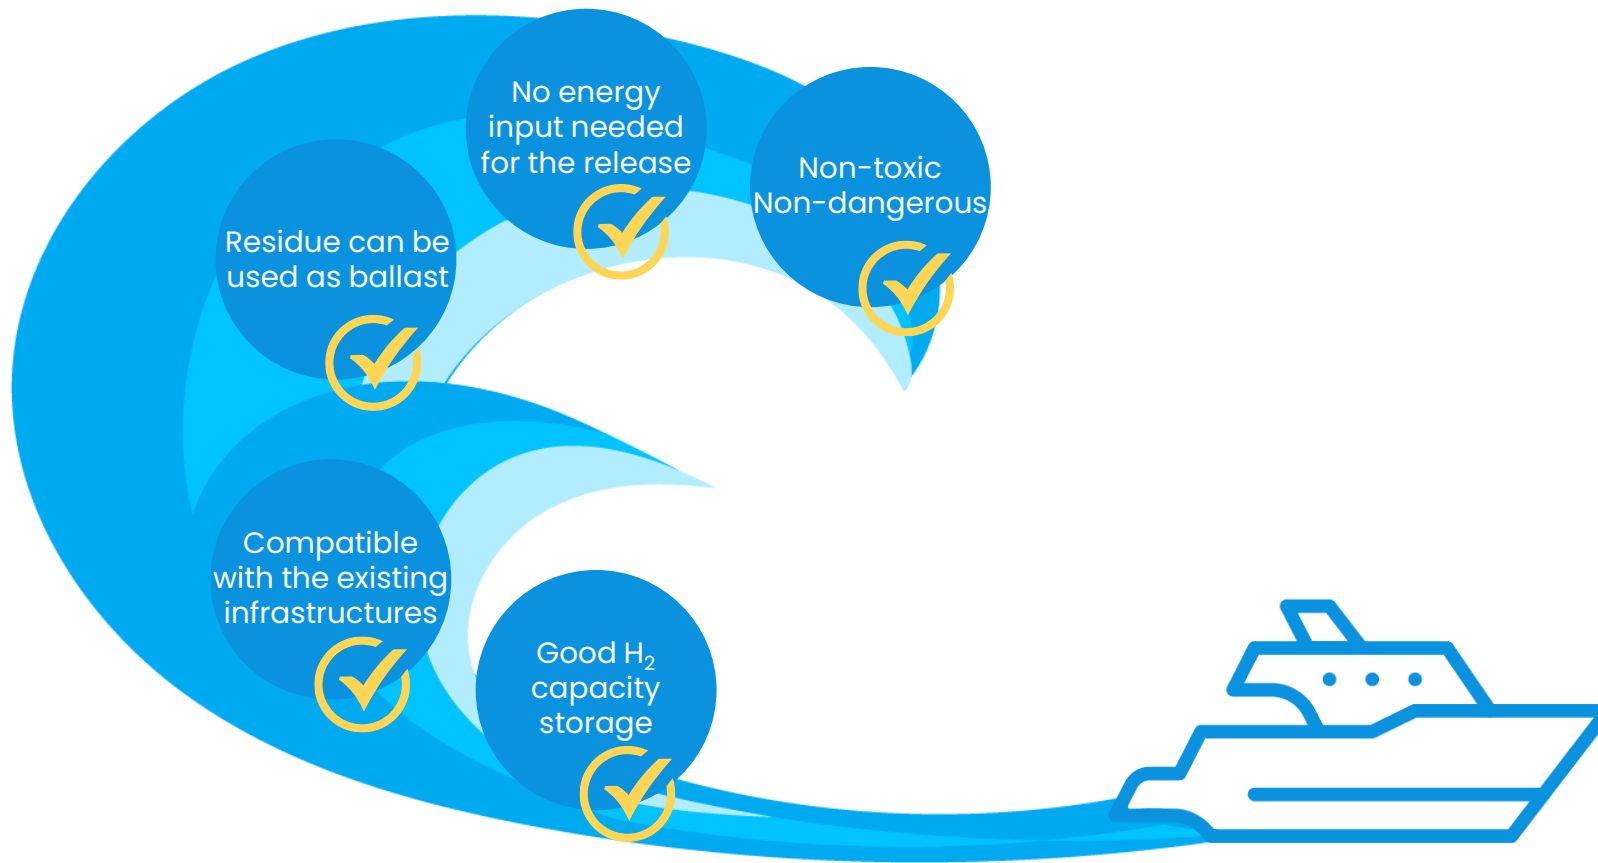 No energy
input needed
for the release
Non-toxic
Non-dangerous
Residue can be
used as ballast
Compatible
with the existing
infrastructures
Good H₂
capacity
storage